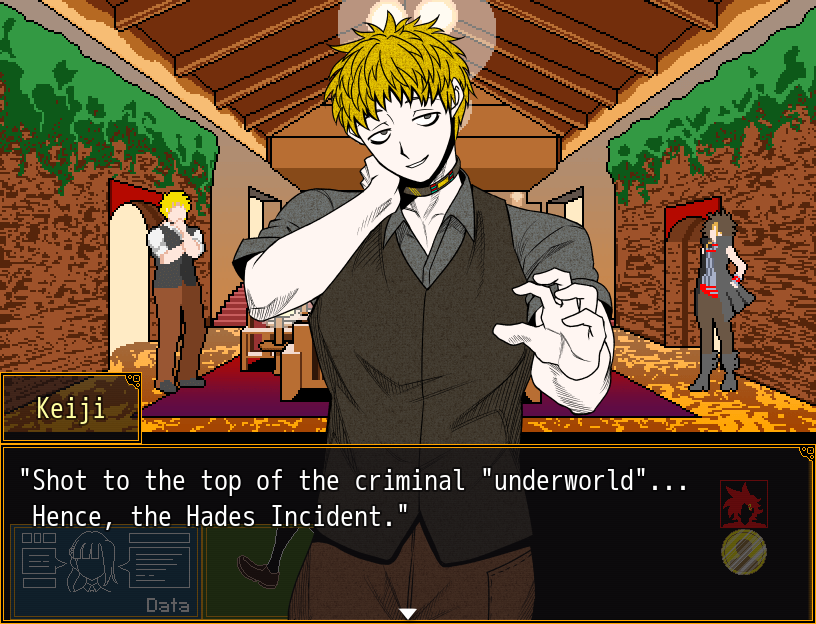 Keiji
"Shot to the top of the criminal "underworld"...
Hence, the Hades Incident."
Data